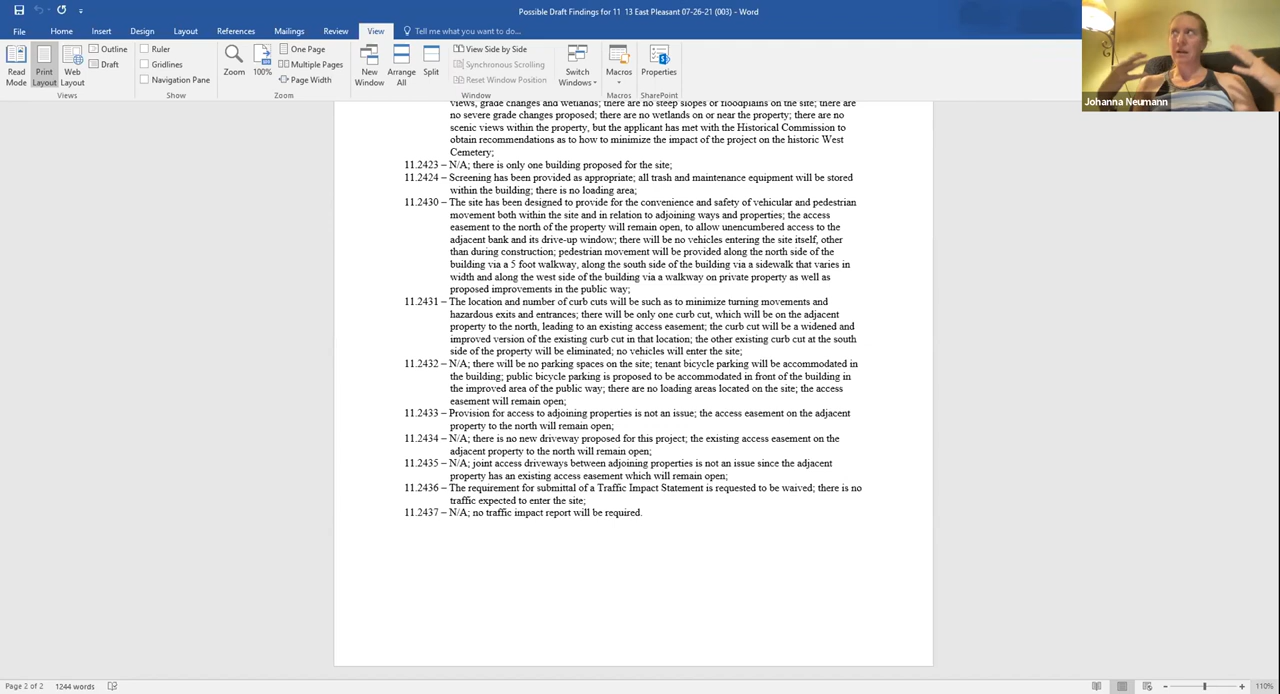 Possible Draft Findings for 11 13 East Pleasant 07-26-21 (003) - Word
File Home Insert Design Layout References Mailings Review View Tell me what you want to do...
Read Mode
Print Layout
Web Layout
Outline
Draft
Views
Ruler
Gridlines
Navigation Pane
Show
Zoom
100%
One Page
Multiple Pages
Page Width
Zoom
New Window
Arrange All
Split
View Side by Side
Synchronous Scrolling
Reset Window Position
Window
Switch Windows
Macros
Macros
Properties
SharePoint
Johanna Neumann
views, grade changes and wetlands; there are no steep slopes or floodplains on the site; there are
no severe grade changes proposed; there are no wetlands on or near the property; there are no
scenic views within the property, but the applicant has met with the Historical Commission to
obtain recommendations as to how to minimize the impact of the project on the historic West
Cemetery;
11.2423 – N/A; there is only one building proposed for the site;
11.2424 – Screening has been provided as appropriate; all trash and maintenance equipment will be stored
within the building; there is no loading area;
11.2430 – The site has been designed to provide for the convenience and safety of vehicular and pedestrian
movement both within the site and in relation to adjoining ways and properties; the access
easement to the north of the property will remain open, to allow unencumbered access to the
adjacent bank and its drive-up window; there will be no vehicles entering the site itself, other
than during construction; pedestrian movement will be provided along the north side of the
building via a 5 foot walkway, along the south side of the building via a sidewalk that varies in
width and along the west side of the building via a walkway on private property as well as
proposed improvements in the public way;
11.2431 – The location and number of curb cuts will be such as to minimize turning movements and
hazardous exits and entrances; there will be only one curb cut, which will be on the adjacent
property to the north, leading to an existing access easement; the curb cut will be a widened and
improved version of the existing curb cut in that location; the other existing curb cut at the south
side of the property will be eliminated; no vehicles will enter the site;
11.2432 – N/A; there will be no parking spaces on the site; tenant bicycle parking will be accommodated in
the building; public bicycle parking is proposed to be accommodated in front of the building in
the improved area of the public way; there are no loading areas located on the site; the access
easement will remain open;
11.2433 – Provision for access to adjoining properties is not an issue; the access easement on the adjacent
property to the north will remain open;
11.2434 – N/A; there is no new driveway proposed for this project; the existing access easement on the
adjacent property to the north will remain open;
11.2435 – N/A; joint access driveways between adjoining properties is not an issue since the adjacent
property has an existing access easement which will remain open;
11.2436 – The requirement for submittal of a Traffic Impact Statement is requested to be waived; there is no
traffic expected to enter the site;
11.2437 – N/A; no traffic impact report will be required.
Page 2 of 2 1244 words
110%